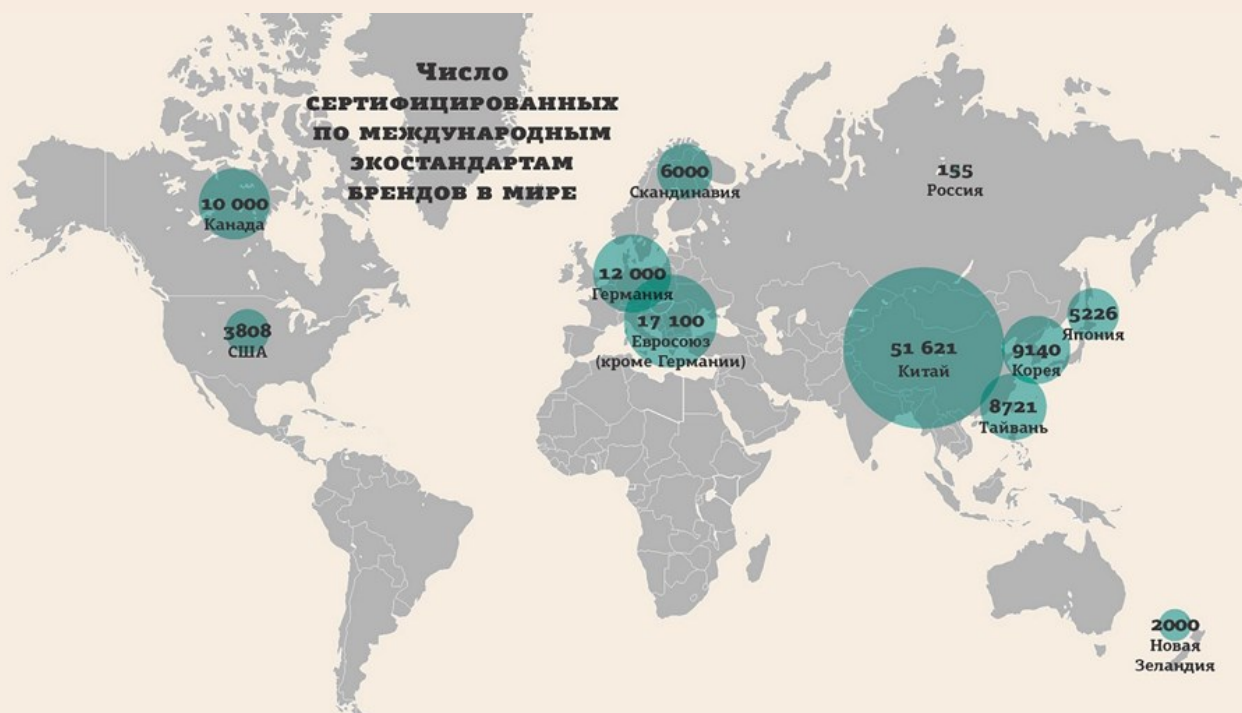 Число
сертифицированных
по международным
экостандартам
брендов в мире
6000
Скандинавия
155
Россия
10 000
Канада
12 000
Германия
17 100
Евросоюз
(кроме Германии)
3808
США
51 621
Китай
5226
Япония
9140
Корея
8721
Тайвань
2000
Новая
Зеландия